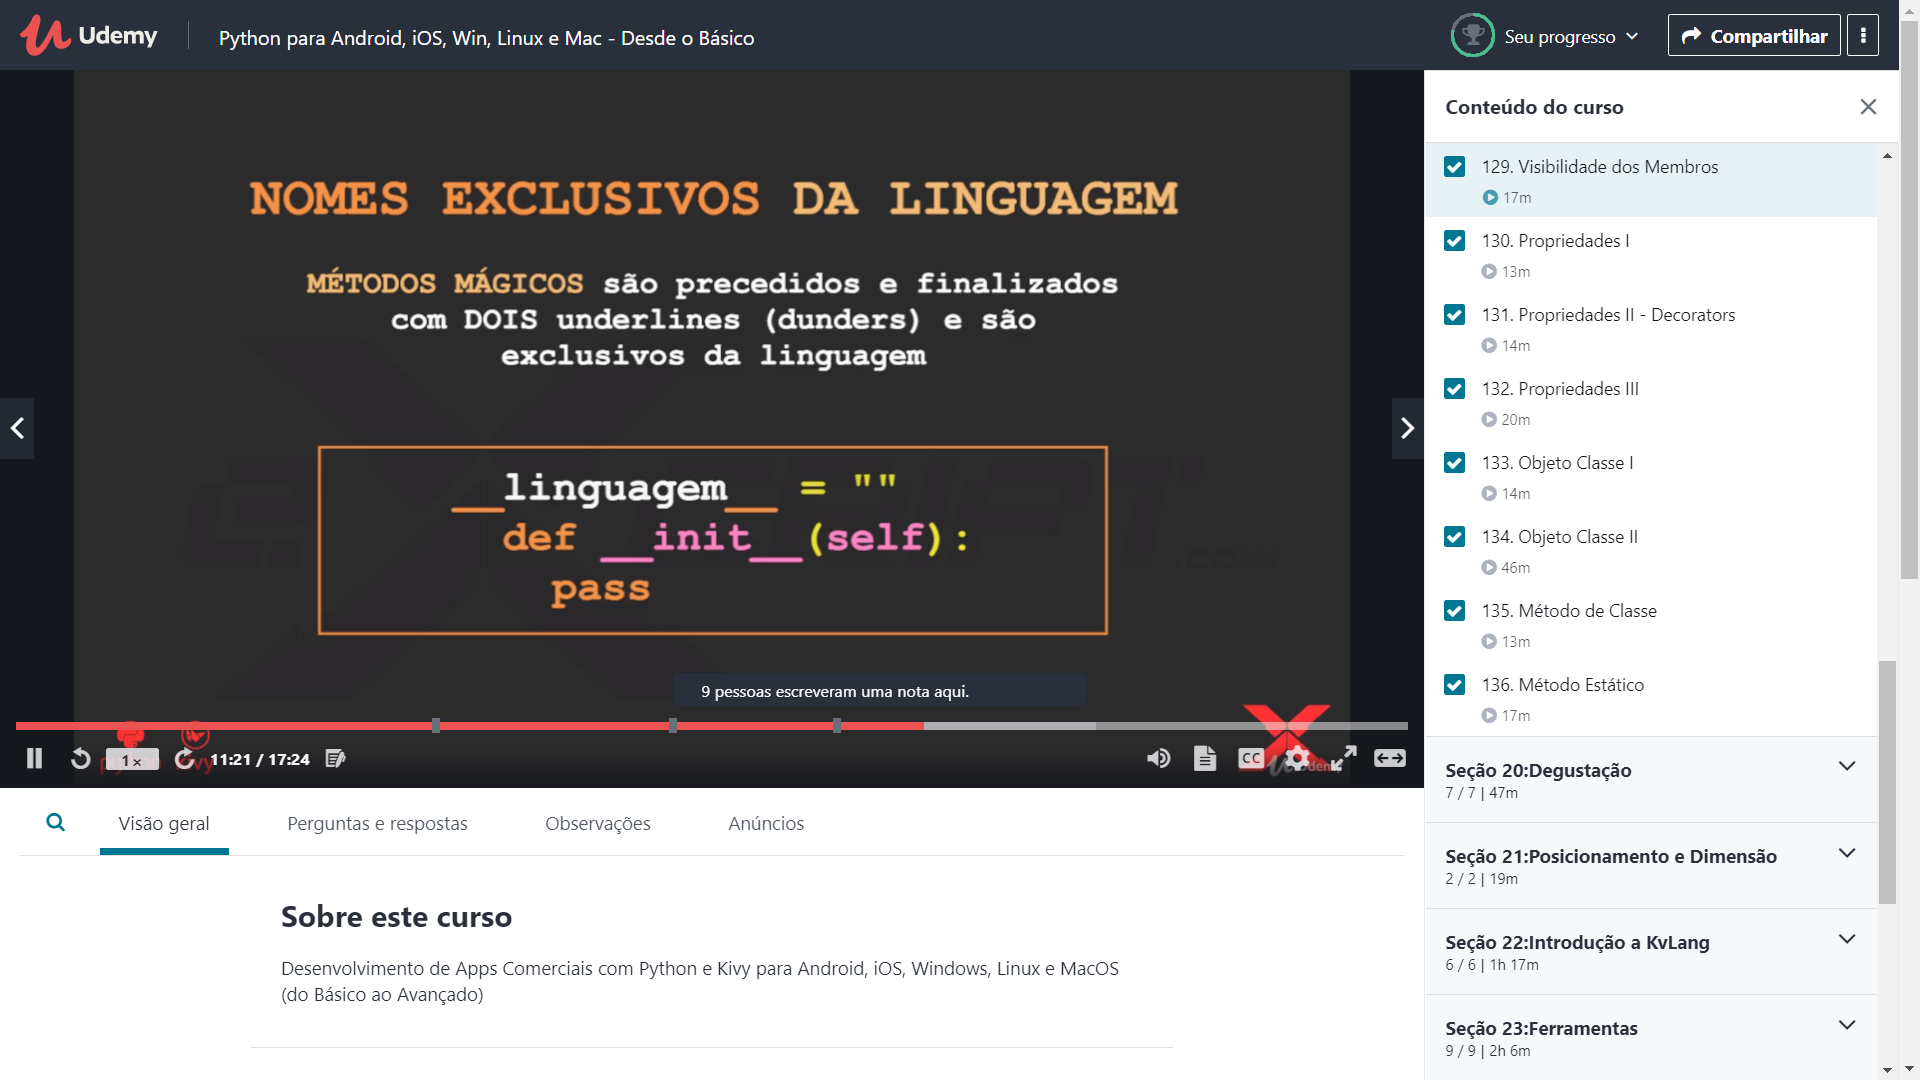 Udemy
Python para Android, iOS, Win, Linux e Mac - Desde o Básico
Seu progresso
Compartilhar
NOMES EXCLUSIVOS DA LINGUAGEM
MÉTODOS MÁGICOS são precedidos e finalizados
com DOIS underlines (dunders) e são
exclusivos da linguagem
__linguagem__ = ""
def __init__(self):
pass
9 pessoas escreveram uma nota aqui.
1×
11:21 / 17:24
CC
Udemy
Visão geral
Perguntas e respostas
Observações
Anúncios
Sobre este curso
Desenvolvimento de Apps Comerciais com Python e Kivy para Android, iOS, Windows, Linux e MacOS
(do Básico ao Avançado)
Conteúdo do curso
129. Visibilidade dos Membros
17m
130. Propriedades I
13m
131. Propriedades II - Decorators
14m
132. Propriedades III
20m
133. Objeto Classe I
14m
134. Objeto Classe II
46m
135. Método de Classe
13m
136. Método Estático
17m
Seção 20:Degustação
7 / 7 | 47m
Seção 21:Posicionamento e Dimensão
2 / 2 | 19m
Seção 22:Introdução a KvLang
6 / 6 | 1h 17m
Seção 23:Ferramentas
9 / 9 | 2h 6m